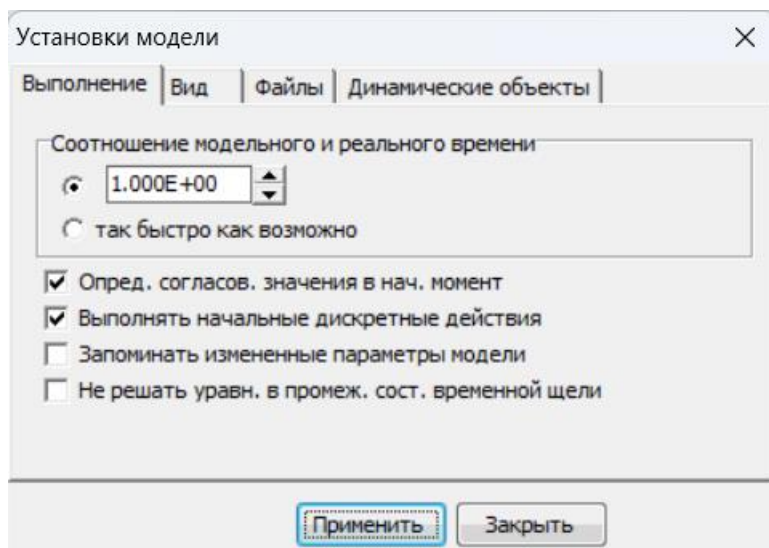 Установки модели
Выполнение Вид Файлы Динамические объекты
Соотношение модельного и реального времени
1.000E+00
так быстро как возможно
Опред. согласов. значения в нач. момент
Выполнять начальные дискретные действия
Запоминать измененные параметры модели
Не решать уравн. в промеж. сост. временной щели
Применить Закрыть